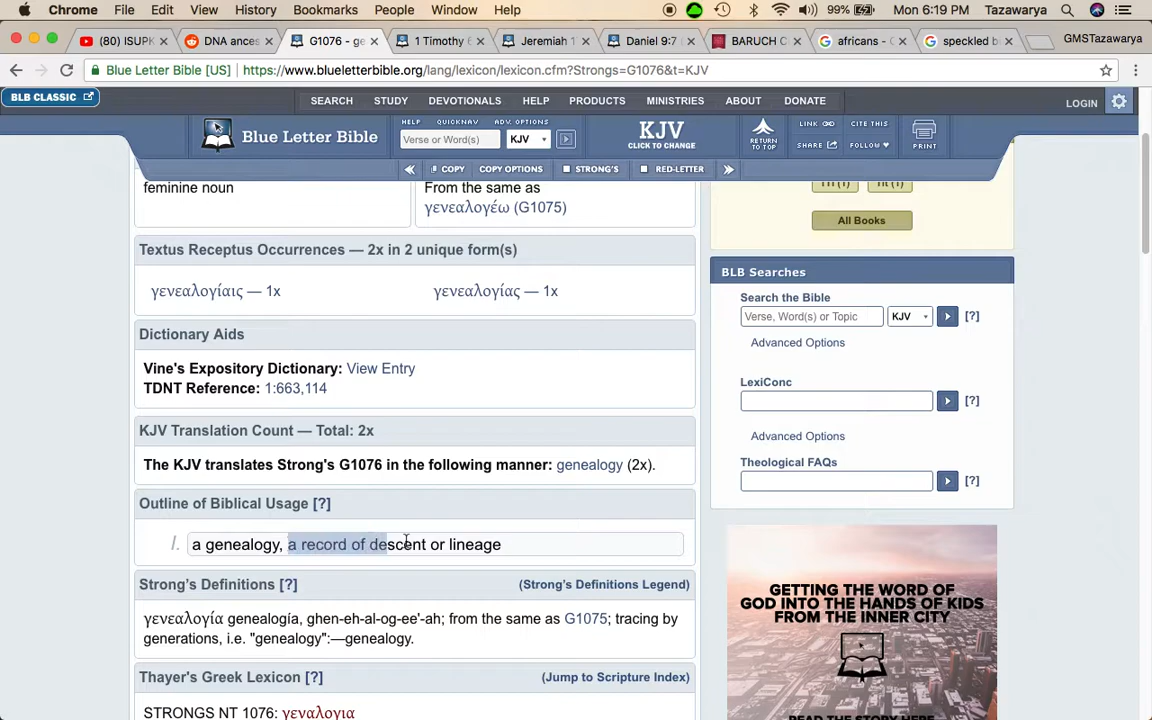 Chrome File Edit View History Bookmarks People Window Help 99% Mon 6:19 PM Tazawarya
(80) ISUPK
DNA ances
G1076 - ge
1 Timothy 6
Jeremiah 1
Daniel 9:7 (
BARUCH C
africans - G
speckled b
GMSTazawarya
Blue Letter Bible [US] https://www.blueletterbible.org/lang/lexicon/lexicon.cfm?Strongs=G1076&t=KJV
BLB CLASSIC
SEARCH STUDY DEVOTIONALS HELP PRODUCTS MINISTRIES ABOUT DONATE LOGIN
Blue Letter Bible
HELP QUICKNAV ADV. OPTIONS
Verse or Word(s) KJV
KJV
CLICK TO CHANGE
RETURN TO TOP
LINK CITE THIS
SHARE FOLLOW
PRINT
COPY COPY OPTIONS STRONG'S RED-LETTER
feminine noun
From the same as
γενεαλογέω (G1075)
All Books
Textus Receptus Occurrences — 2x in 2 unique form(s)
γενεαλογίαις — 1x γενεαλογίας — 1x
Dictionary Aids
Vine's Expository Dictionary: View Entry
TDNT Reference: 1:663,114
KJV Translation Count — Total: 2x
The KJV translates Strong's G1076 in the following manner: genealogy (2x).
Outline of Biblical Usage [?]
I. a genealogy, a record of descent or lineage
Strong's Definitions [?] (Strong's Definitions Legend)
γενεαλογία genealogía, ghen-eh-al-og-ee'-ah; from the same as G1075; tracing by
generations, i.e. "genealogy":—genealogy.
Thayer's Greek Lexicon [?] (Jump to Scripture Index)
STRONGS NT 1076: γενεαλογια
BLB Searches
Search the Bible
Verse, Word(s) or Topic KJV [?]
Advanced Options
LexiConc
[?]
Advanced Options
Theological FAQs
[?]
GETTING THE WORD OF
GOD INTO THE HANDS OF KIDS
FROM THE INNER CITY
READ THE STORY HERE